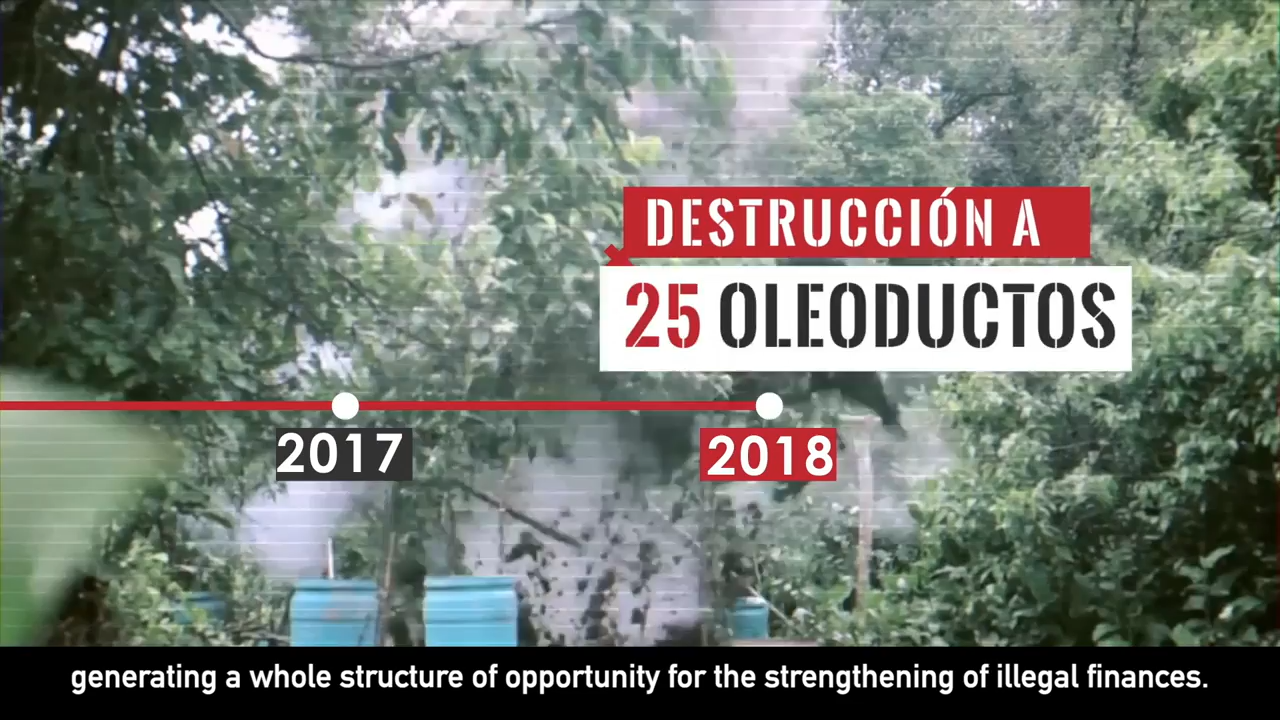 DESTRUCCIÓN A
25 OLEODUCTOS
2017
2018
generating a whole structure of opportunity for the strengthening of illegal finances.